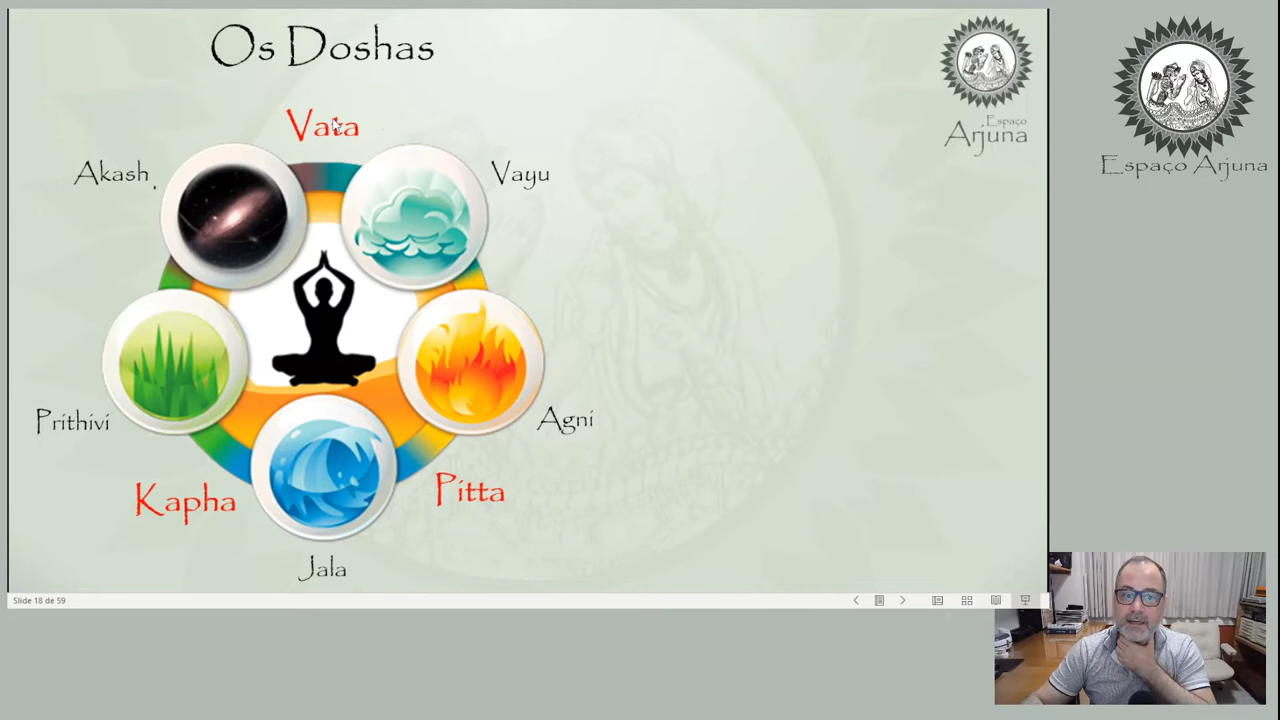 Os Doshas
Vata
Akash
Vayu
Prithivi
Agni
Kapha
Pitta
Jala
Espaço
Arjuna
Espaço Arjuna
Slide 18 de 59